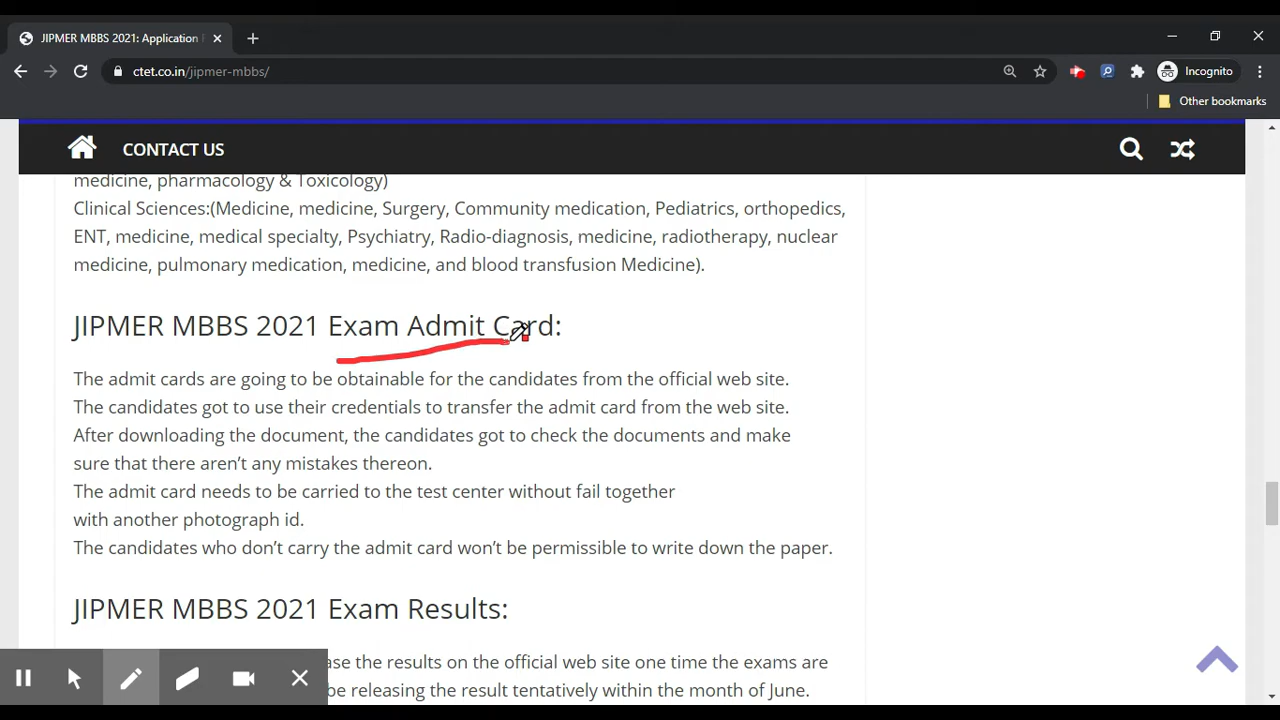 JIPMER MBBS 2021: Application
ctet.co.in/jipmer-mbbs/
Incognito
Other bookmarks
CONTACT US
medicine, pharmacology & Toxicology)
Clinical Sciences:(Medicine, medicine, Surgery, Community medication, Pediatrics, orthopedics,
ENT, medicine, medical specialty, Psychiatry, Radio-diagnosis, medicine, radiotherapy, nuclear
medicine, pulmonary medication, medicine, and blood transfusion Medicine).
JIPMER MBBS 2021 Exam Admit Card:
The admit cards are going to be obtainable for the candidates from the official web site.
The candidates got to use their credentials to transfer the admit card from the web site.
After downloading the document, the candidates got to check the documents and make
sure that there aren’t any mistakes thereon.
The admit card needs to be carried to the test center without fail together
with another photograph id.
The candidates who don’t carry the admit card won’t be permissible to write down the paper.
JIPMER MBBS 2021 Exam Results:
the results on the official web site one time the exams are
be releasing the result tentatively within the month of June.